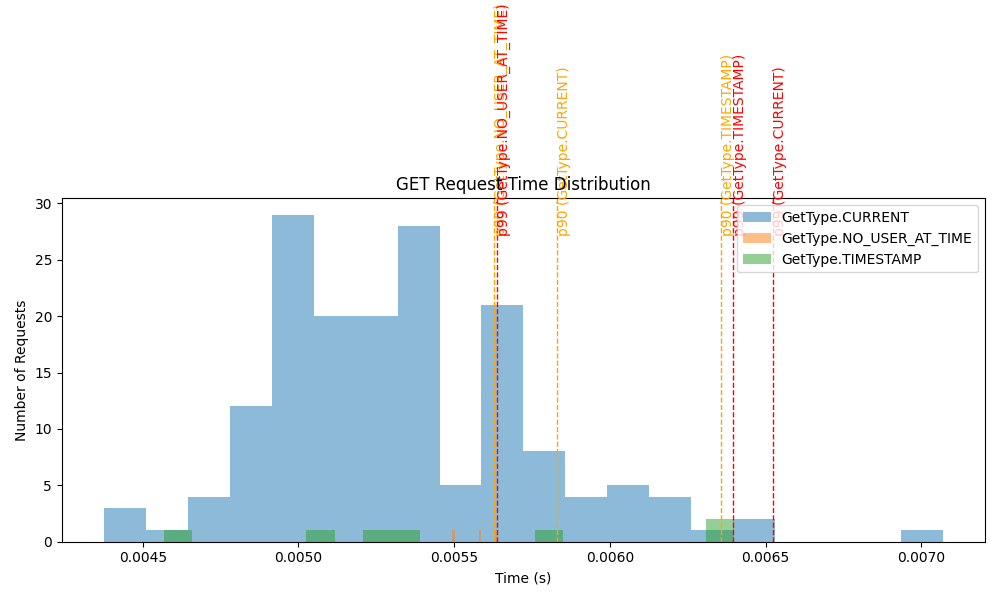 p99 (GetType.NO_USER_AT_TIME)
p90 (GetType.CURRENT)
p90 (GetType.TIMESTAMP)
p99 (GetType.TIMESTAMP)
p99 (GetType.CURRENT)
GET Request Time Distribution
GetType.CURRENT
GetType.NO_USER_AT_TIME
GetType.TIMESTAMP
Number of Requests
30
25
20
15
10
5
0
0.0045
0.0050
0.0055
0.0060
0.0065
0.0070
Time (s)